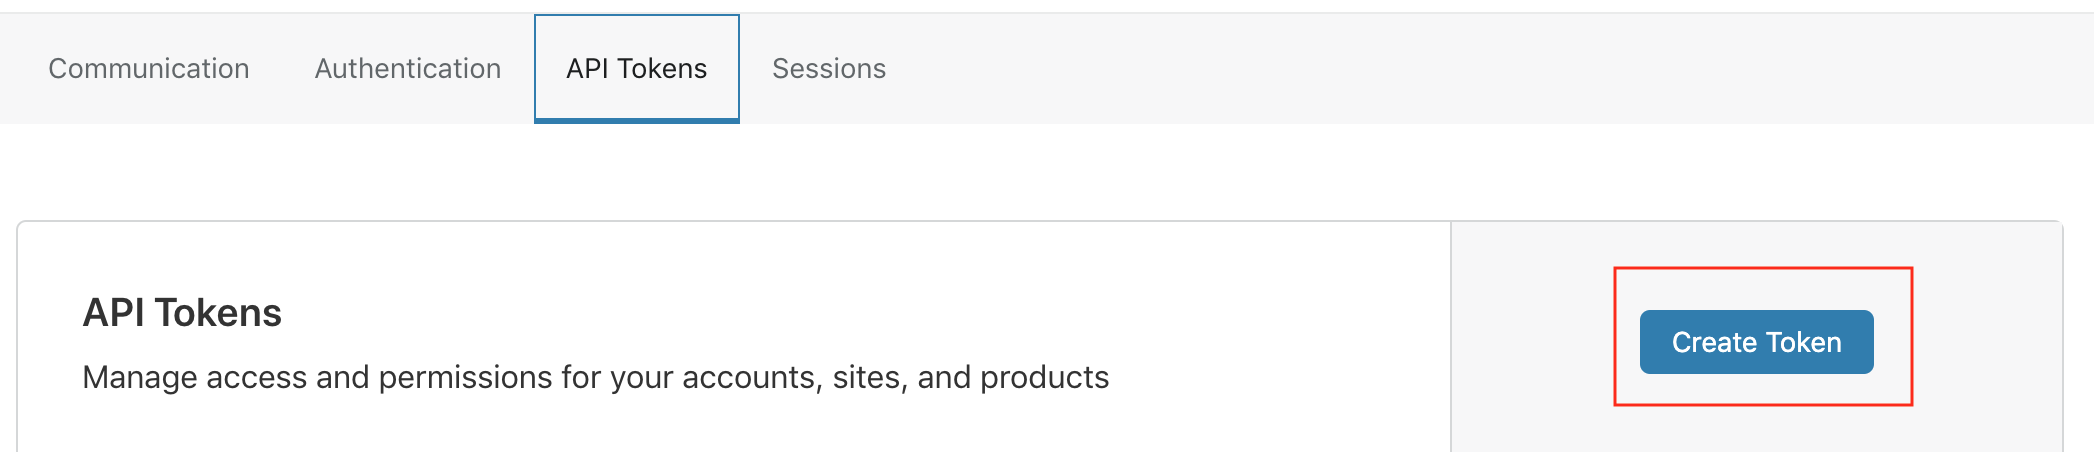 Communication Authentication API Tokens Sessions
API Tokens
Manage access and permissions for your accounts, sites, and products
Create Token